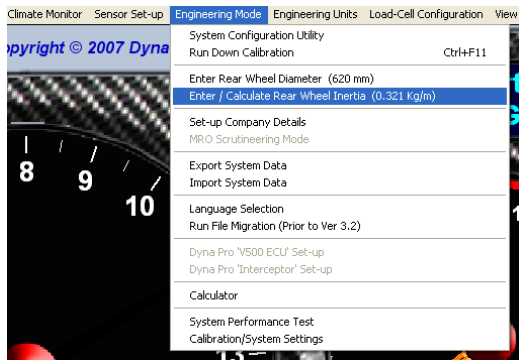 Climate Monitor Sensor Set-up Engineering Mode Engineering Units Load-Cell Configuration View
opyright © 2007 Dyna
System Configuration Utility
Run Down Calibration Ctrl+F11
Enter Rear Wheel Diameter (620 mm)
Enter / Calculate Rear Wheel Inertia (0.321 Kg/m)
Set-up Company Details
MRO Scrutineering Mode
Export System Data
Import System Data
Language Selection
Run File Migration (Prior to Ver 3.2)
Dyna Pro 'V500 ECU' Set-up
Dyna Pro 'Interceptor' Set-up
Calculator
System Performance Test
Calibration/System Settings
8
9
10
13